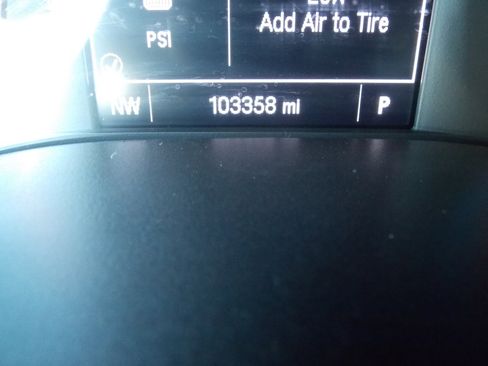 Add Air to Tire
PSI
NW 103358 mi P